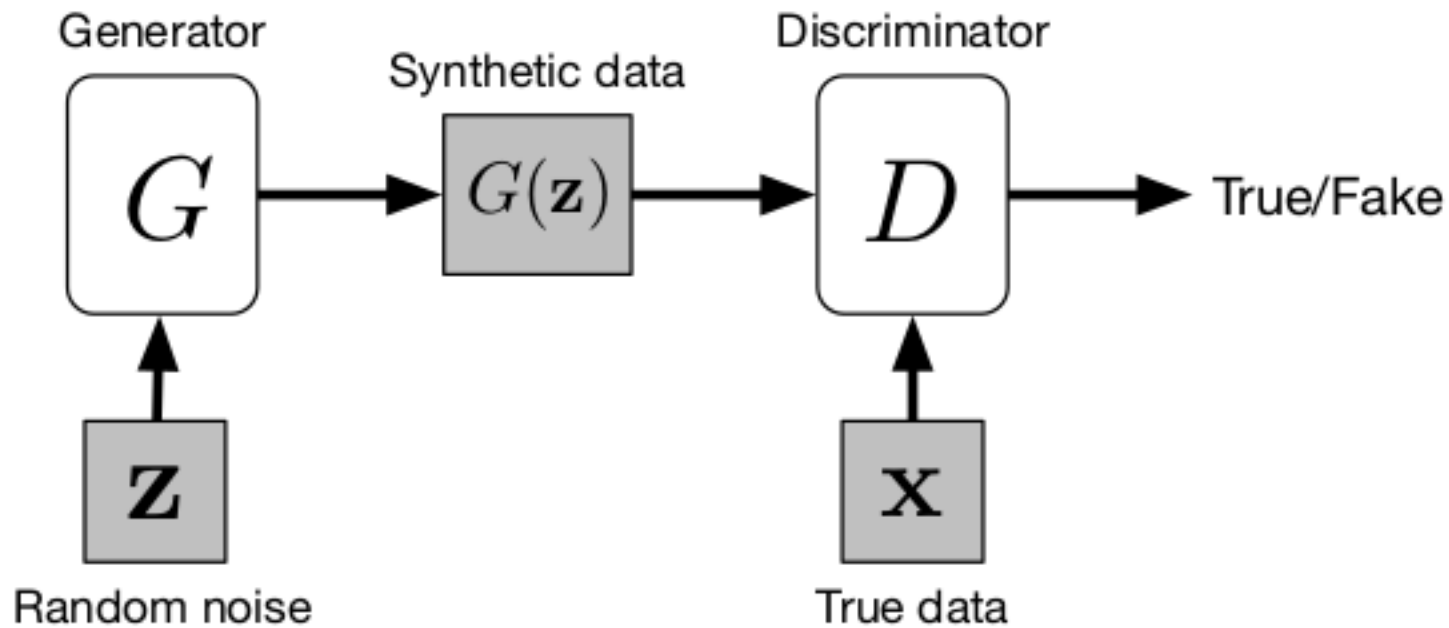 Generator
Discriminator
Synthetic data
G
G(z)
D
True/Fake
z
x
Random noise
True data